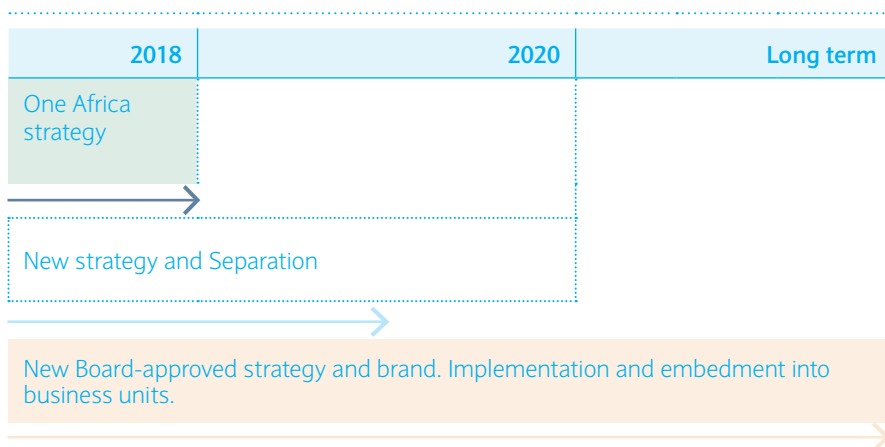 2018 2020 Long term
One Africa
strategy
New strategy and Separation
New Board-approved strategy and brand. Implementation and embedment into
business units.